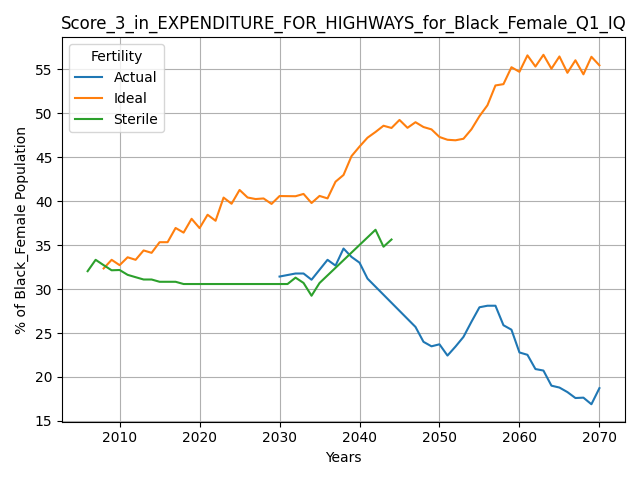 Score_3_in_EXPENDITURE_FOR_HIGHWAYS_for_Black_Female_Q1_IQ
Fertility
Actual
Ideal
Sterile
% of Black_Female Population
55
50
45
40
35
30
25
20
15
2010 2020 2030 2040 2050 2060 2070
Years